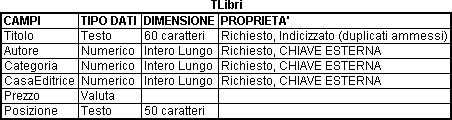 TLibri
CAMPI TIPO DATI DIMENSIONE PROPRIETA'
Titolo Testo 60 caratteri Richiesto, Indicizzato (duplicati ammessi)
Autore Numerico Intero Lungo Richiesto, CHIAVE ESTERNA
Categoria Numerico Intero Lungo Richiesto, CHIAVE ESTERNA
CasaEditrice Numerico Intero Lungo Richiesto, CHIAVE ESTERNA
Prezzo Valuta
Posizione Testo 50 caratteri